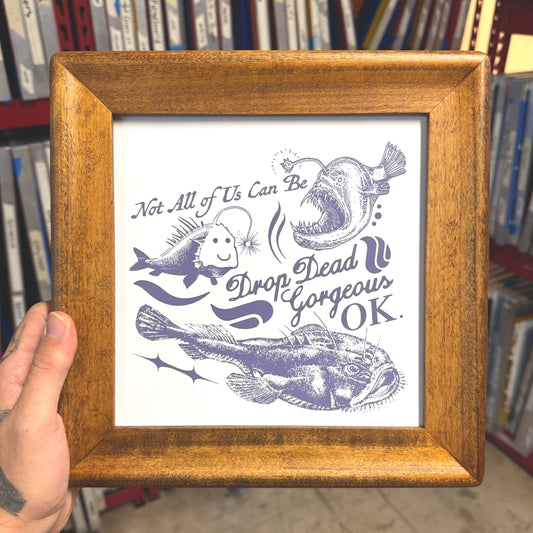 Not All of Us Can Be
Drop Dead
Gorgeous
OK.